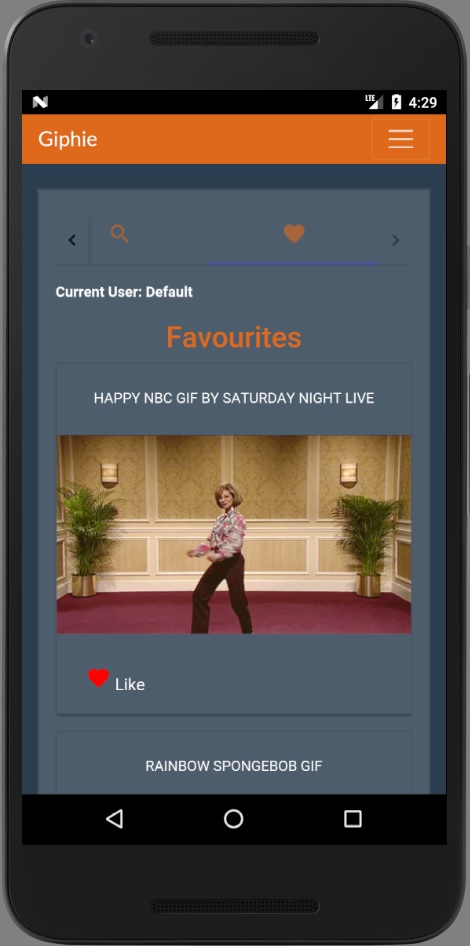 LTE 4:29
Giphie
Current User: Default
Favourites
HAPPY NBC GIF BY SATURDAY NIGHT LIVE
Like
RAINBOW SPONGEBOB GIF